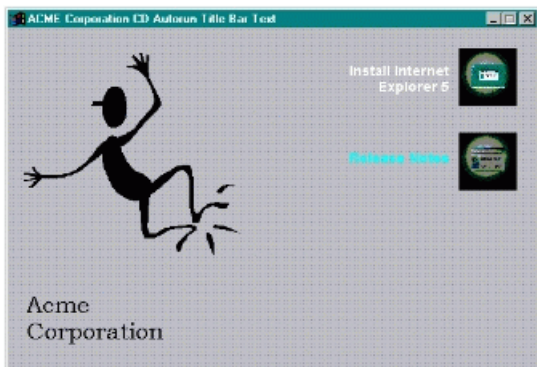 ACME Corporation CD Autorun Title Bar Text
Install Internet
Explorer 5
Release Notes
Acme
Corporation